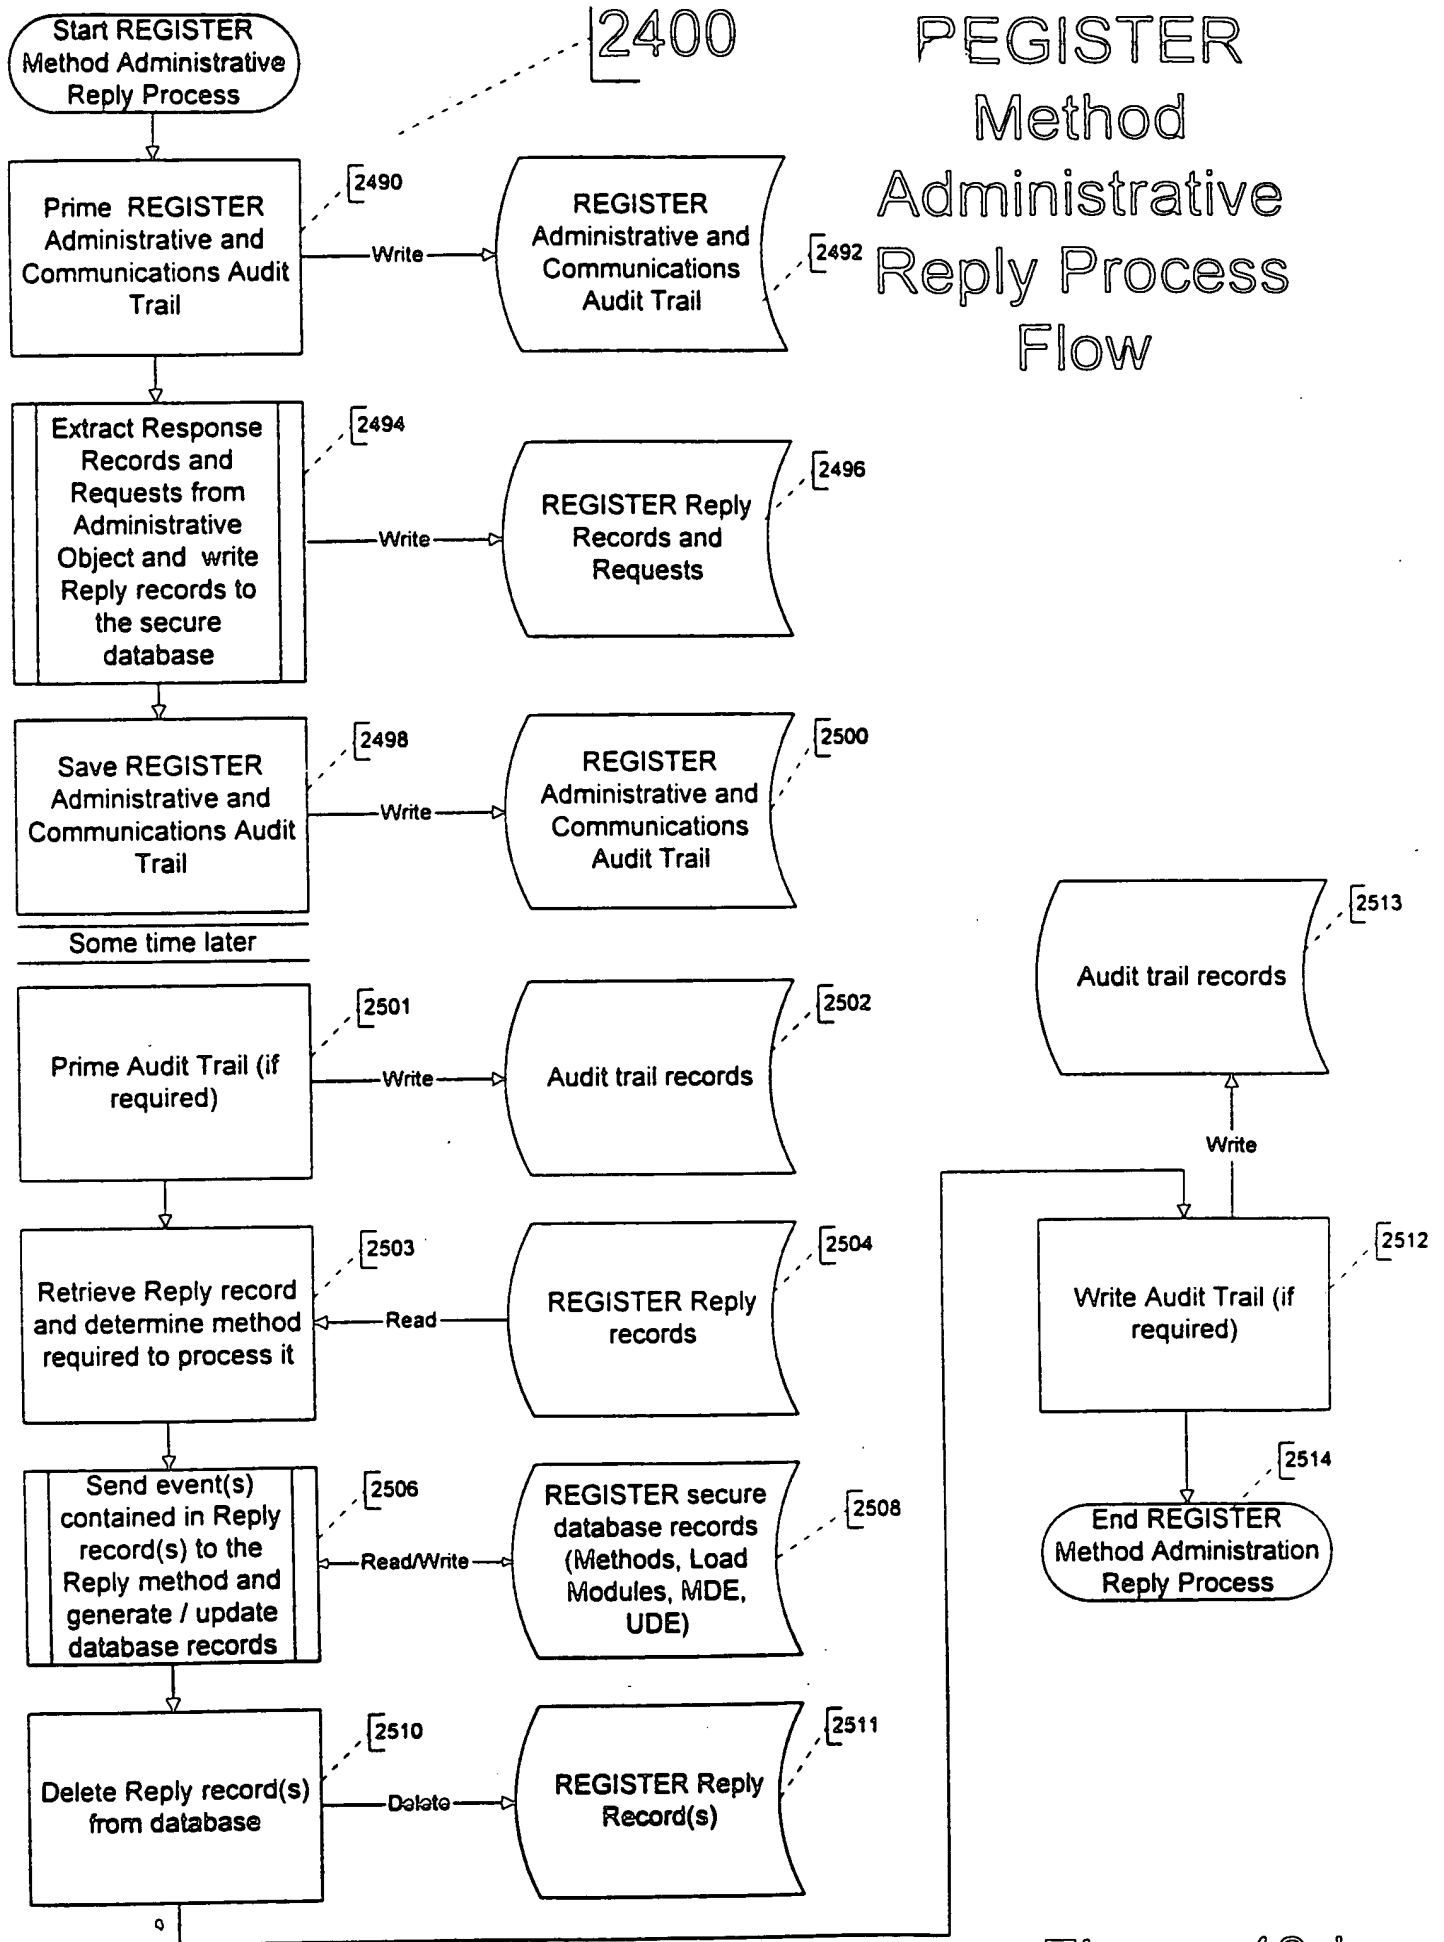 Start REGISTER
Method Administrative
Reply Process
2400
PEGISTER
Method
Administrative
Reply Process
Flow
Prime REGISTER
Administrative and
Communications Audit
Trail
2490
Write
REGISTER
Administrative and
Communications
Audit Trail
2492
Extract Response
Records and
Requests from
Administrative
Object and write
Reply records to
the secure
database
2494
Write
REGISTER Reply
Records and
Requests
2496
Save REGISTER
Administrative and
Communications Audit
Trail
2498
Write
REGISTER
Administrative and
Communications
Audit Trail
2500
Some time later
Prime Audit Trail (if
required)
2501
Write
Audit trail records
2502
Retrieve Reply record
and determine method
required to process it
2503
Read
REGISTER Reply
records
2504
Send event(s)
contained in Reply
record(s) to the
Reply method and
generate / update
database records
2506
Read/Write
REGISTER secure
database records
(Methods, Load
Modules, MDE,
UDE)
2508
Delete Reply record(s)
from database
2510
Delete
REGISTER Reply
Record(s)
2511
Audit trail records
2513
Write
Write Audit Trail (if
required)
2512
2514
End REGISTER
Method Administration
Reply Process